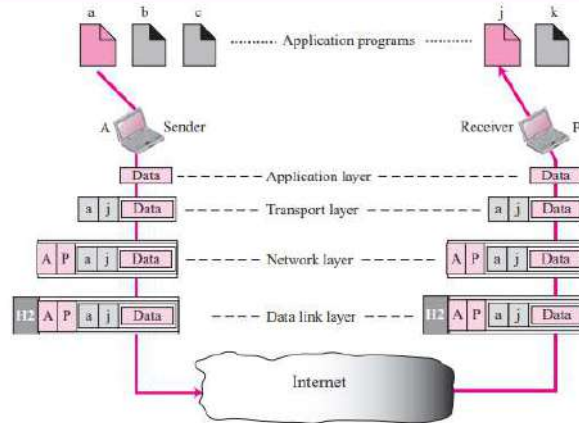 a b c Application programs j k
A Sender Receiver P
Data Application layer Data
a j Data Transport layer a j Data
A P a j Data Network layer A P a j Data
H2 A P a j Data Data link layer H2 A P a j Data
Internet